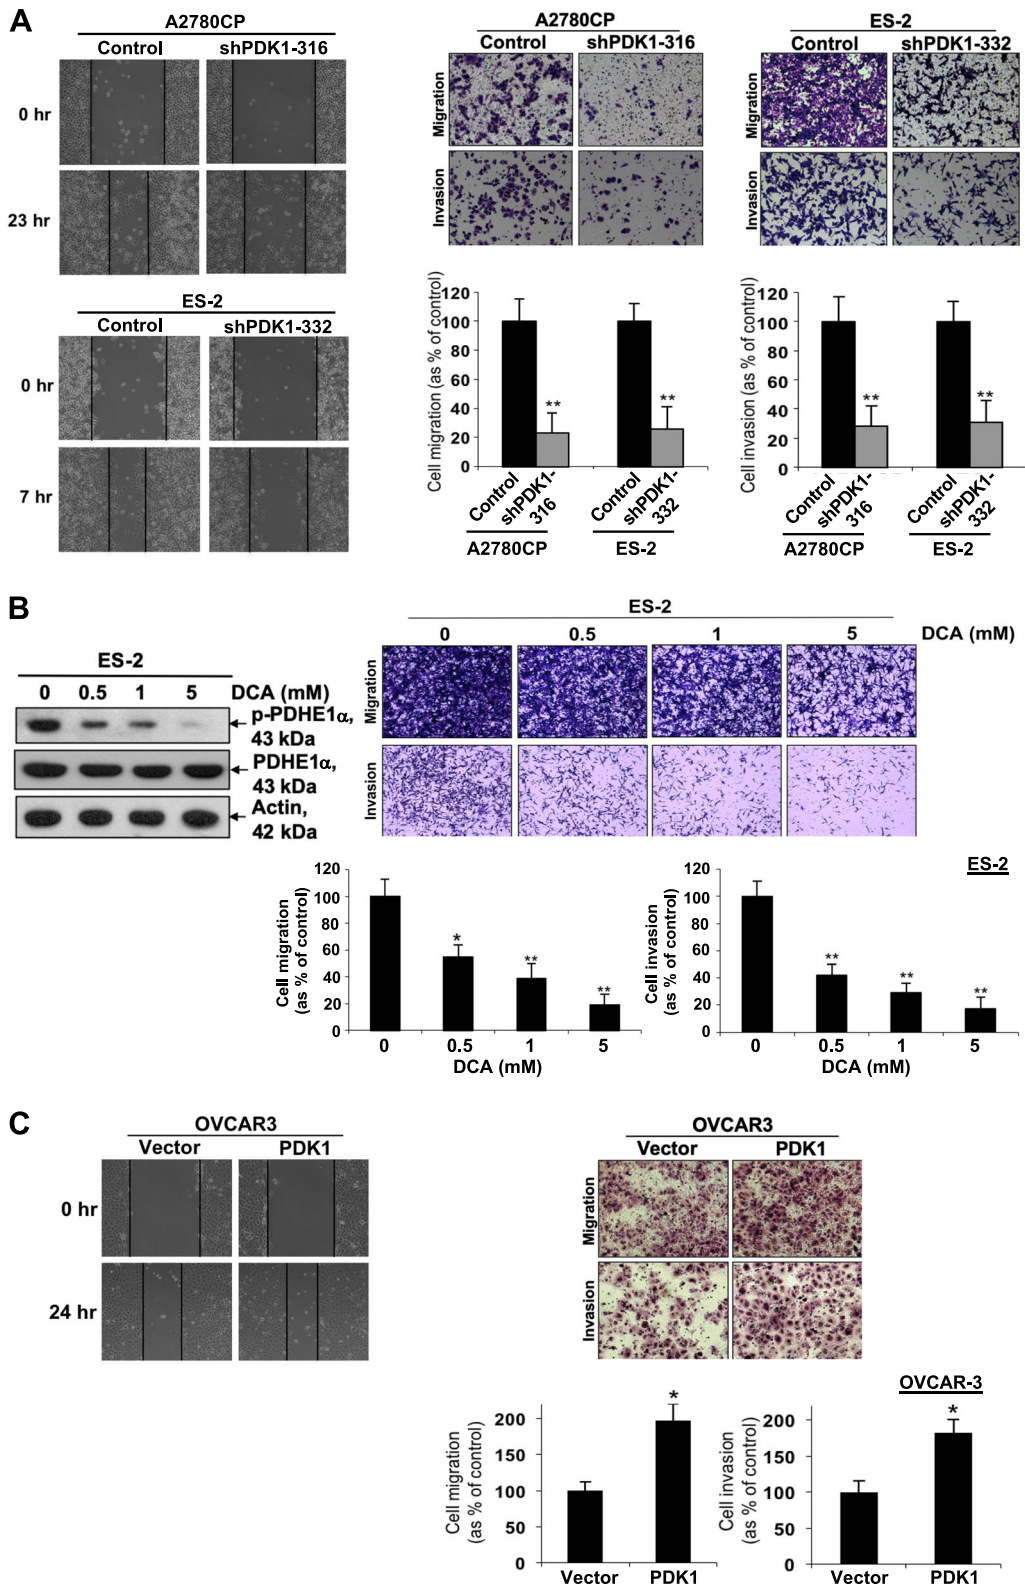 A
A2780CP
Control shPDK1-316
0 hr
23 hr
ES-2
Control shPDK1-332
0 hr
7 hr
A2780CP
Control shPDK1-316
Migration
Invasion
ES-2
Control shPDK1-332
Migration
Invasion
Cell migration (as % of control)
120
100
80
60
40
20
0
** **
Control
shPDK1-316
Control
shPDK1-332
A2780CP ES-2
Cell invasion (as % of control)
120
100
80
60
40
20
0
** **
Control
shPDK1-316
Control
shPDK1-332
A2780CP ES-2
B
ES-2
0 0.5 1 5 DCA (mM)
p-PDHE1α,
43 kDa
PDHE1α,
43 kDa
Actin,
42 kDa
ES-2
0 0.5 1 5 DCA (mM)
Migration
Invasion
Cell migration
(as % of control)
120
100
80
60
40
20
0
* ** **
0 0.5 1 5
DCA (mM)
ES-2
Cell invasion
(as % of control)
120
100
80
60
40
20
0
** ** **
0 0.5 1 5
DCA (mM)
C
OVCAR3
Vector PDK1
0 hr
24 hr
OVCAR3
Vector PDK1
Migration
Invasion
OVCAR-3
Cell migration
(as % of control)
200
150
100
50
0
*
Vector PDK1
Cell invasion
(as % of control)
200
150
100
50
0
*
Vector PDK1